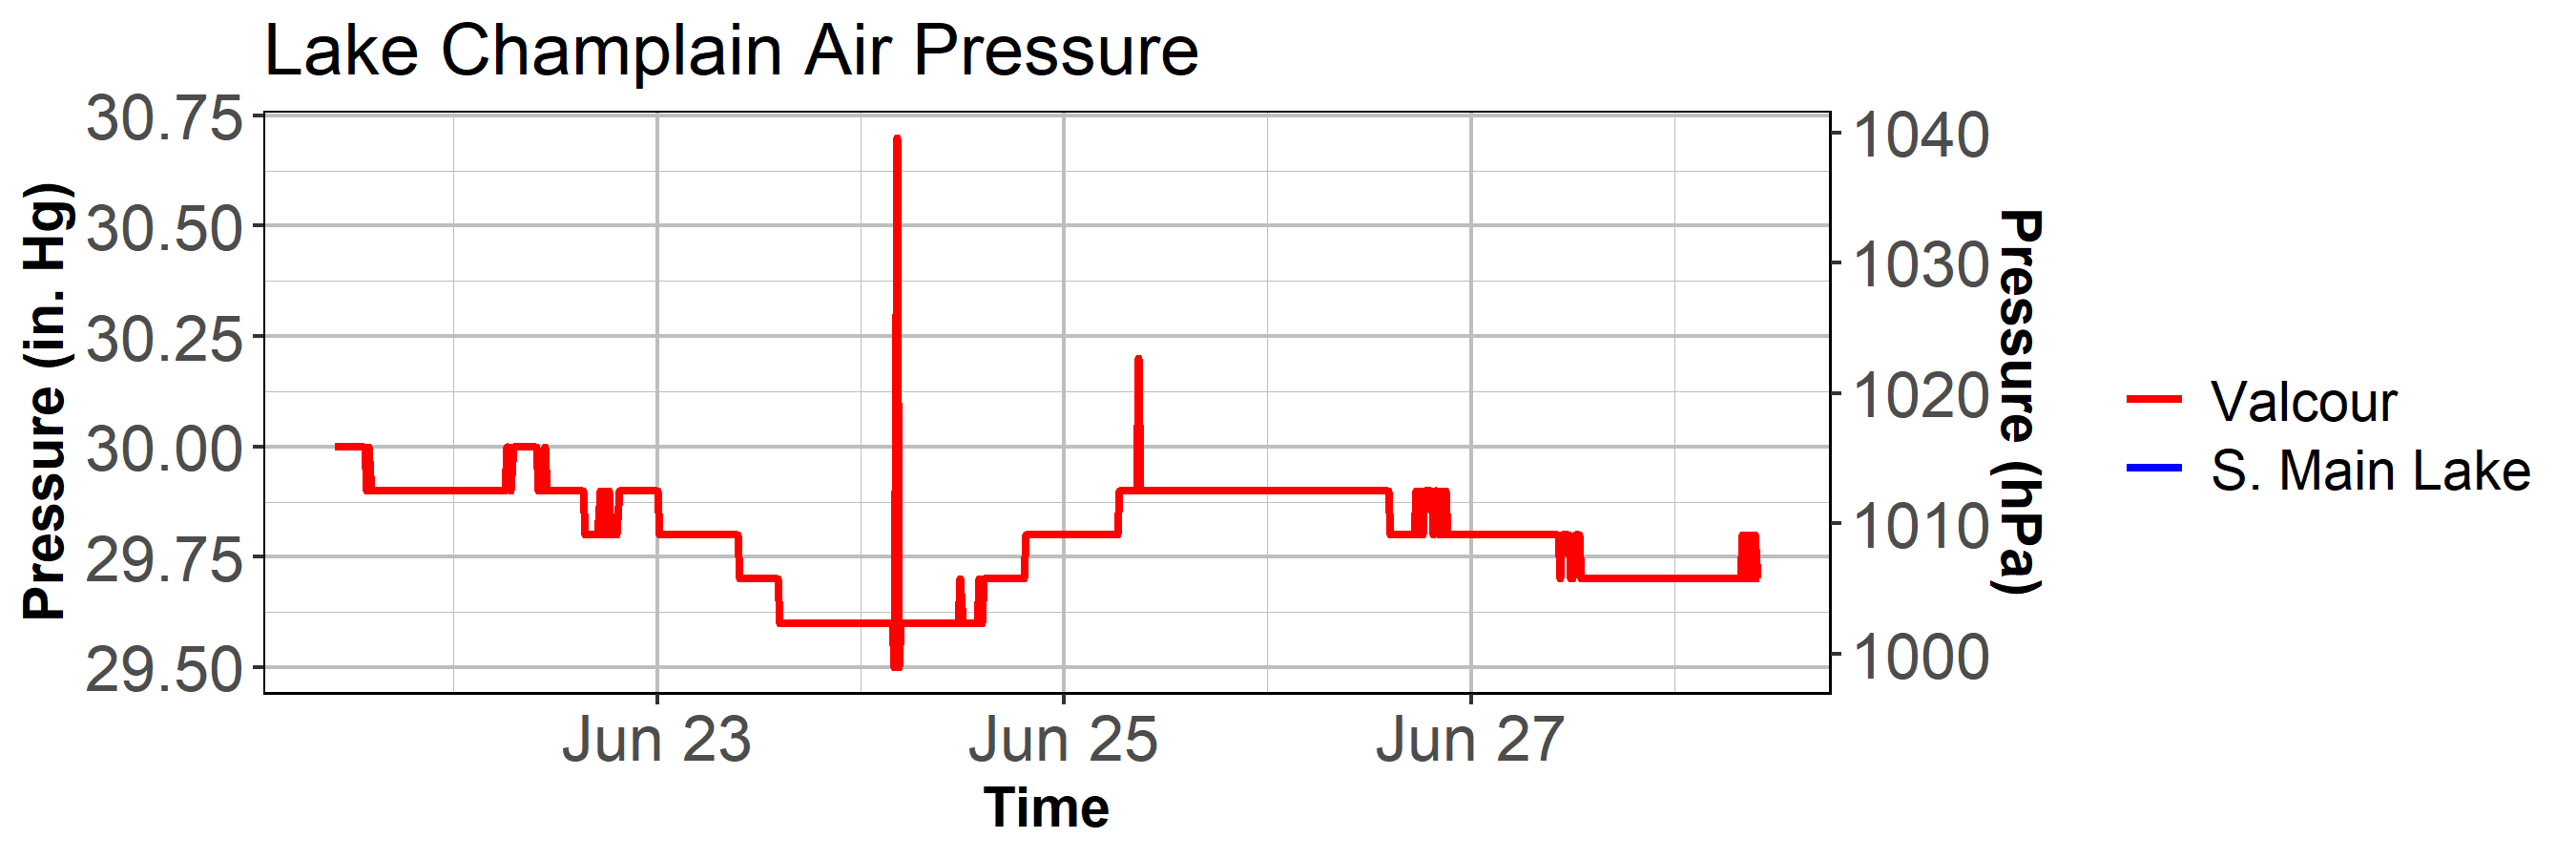 Lake Champlain Air Pressure
Pressure (in. Hg)
30.75
30.50
30.25
30.00
29.75
29.50
1040
1030
1020
1010
1000
Pressure (hPa)
Jun 23
Jun 25
Jun 27
Time
Valcour
S. Main Lake